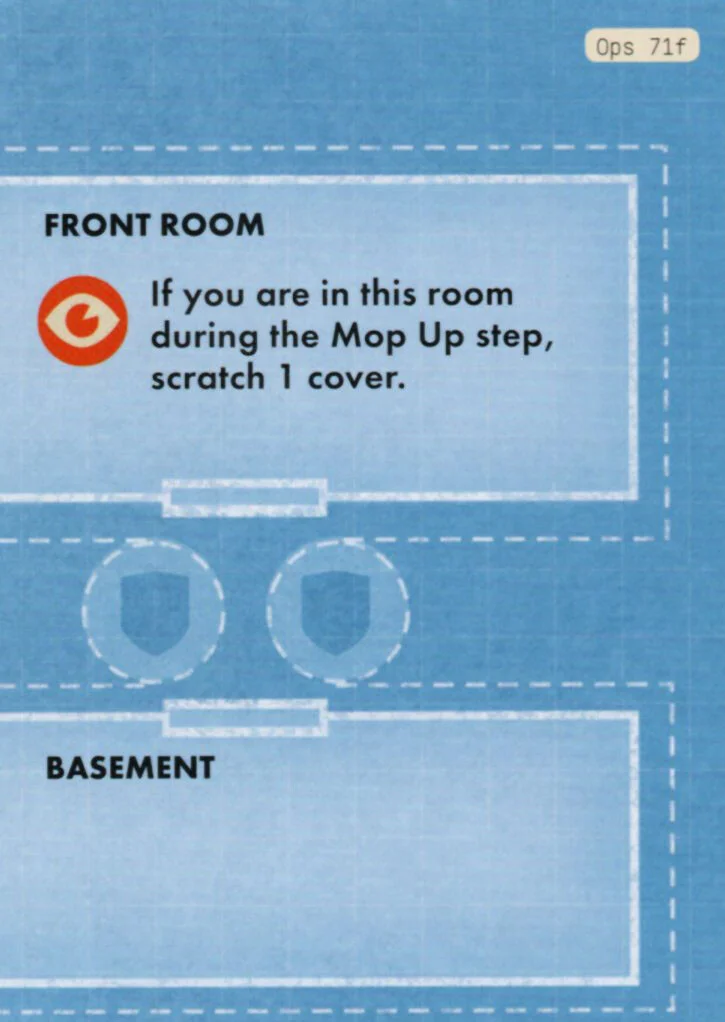 Ops 71f
FRONT ROOM
If you are in this room
during the Mop Up step,
scratch 1 cover.
BASEMENT